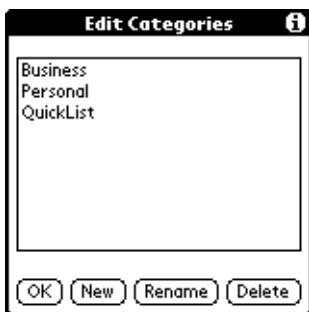 Edit Categories i
Business
Personal
QuickList
OK New Rename Delete